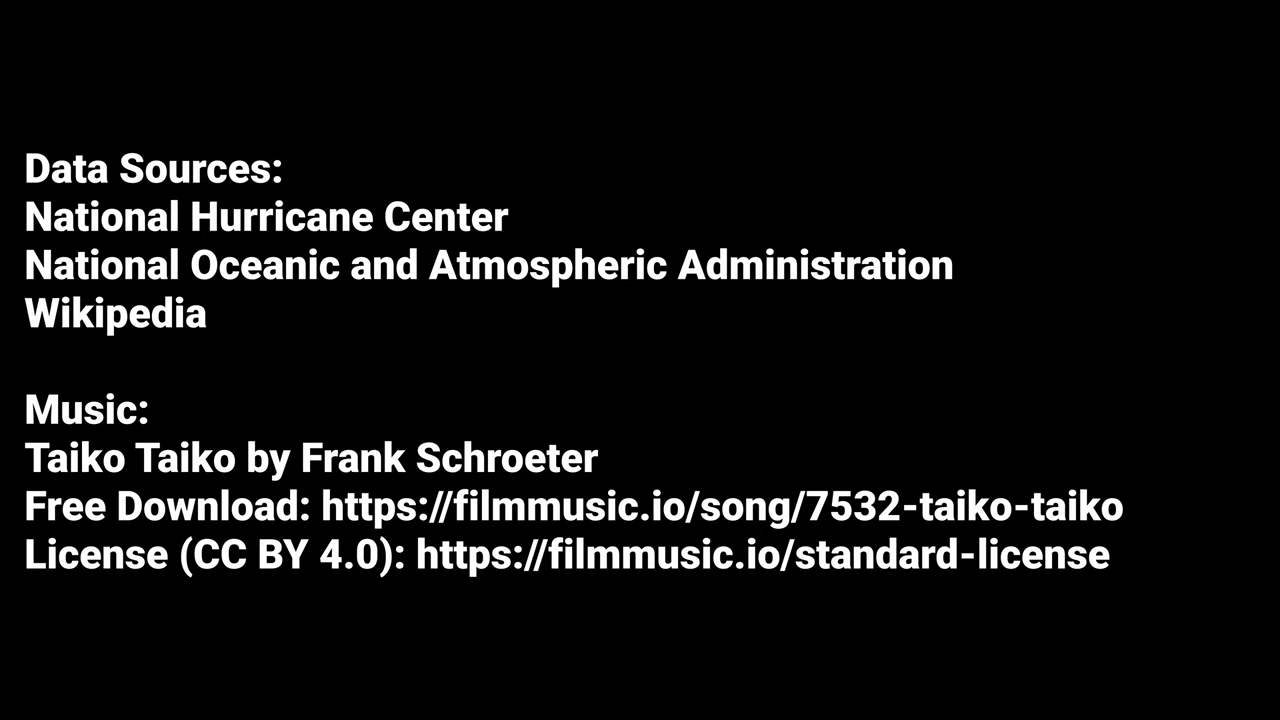 Data Sources:
National Hurricane Center
National Oceanic and Atmospheric Administration
Wikipedia
Music:
Taiko Taiko by Frank Schroeter
Free Download: https://filmmusic.io/song/7532-taiko-taiko
License (CC BY 4.0): https://filmmusic.io/standard-license